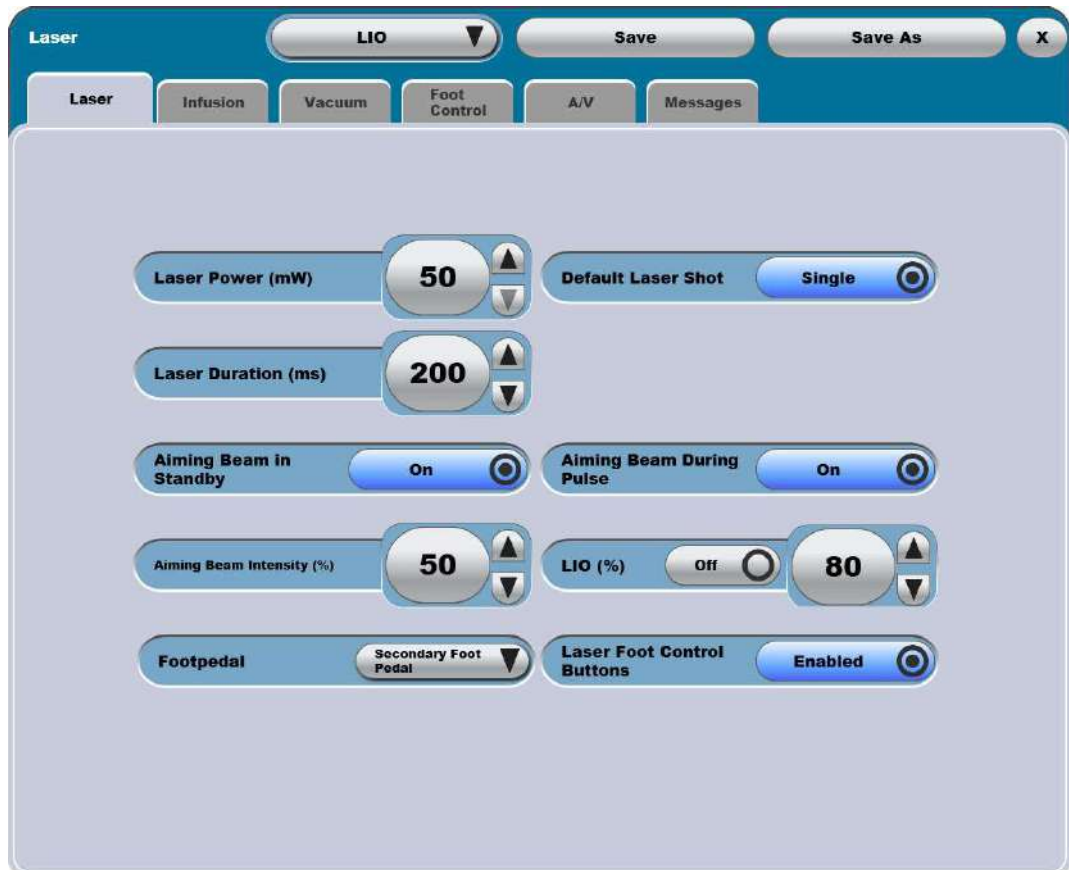 Laser
LIO
Save
Save As
X
Laser
Infusion
Vacuum
Foot
Control
A/V
Messages
Laser Power (mW)
50
Default Laser Shot
Single
Laser Duration (ms)
200
Aiming Beam in
Standby
On
Aiming Beam During
Pulse
On
Aiming Beam Intensity (%)
50
LIO (%)
Off
80
Footpedal
Secondary Foot
Pedal
Laser Foot Control
Buttons
Enabled